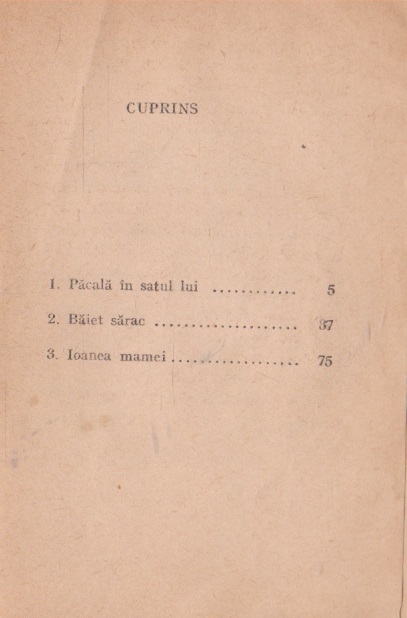 CUPRINS
1. Păcală în satul lui ............ 5
2. Băiet sărac .................... 37
3. Ioanea mamei .................. 75